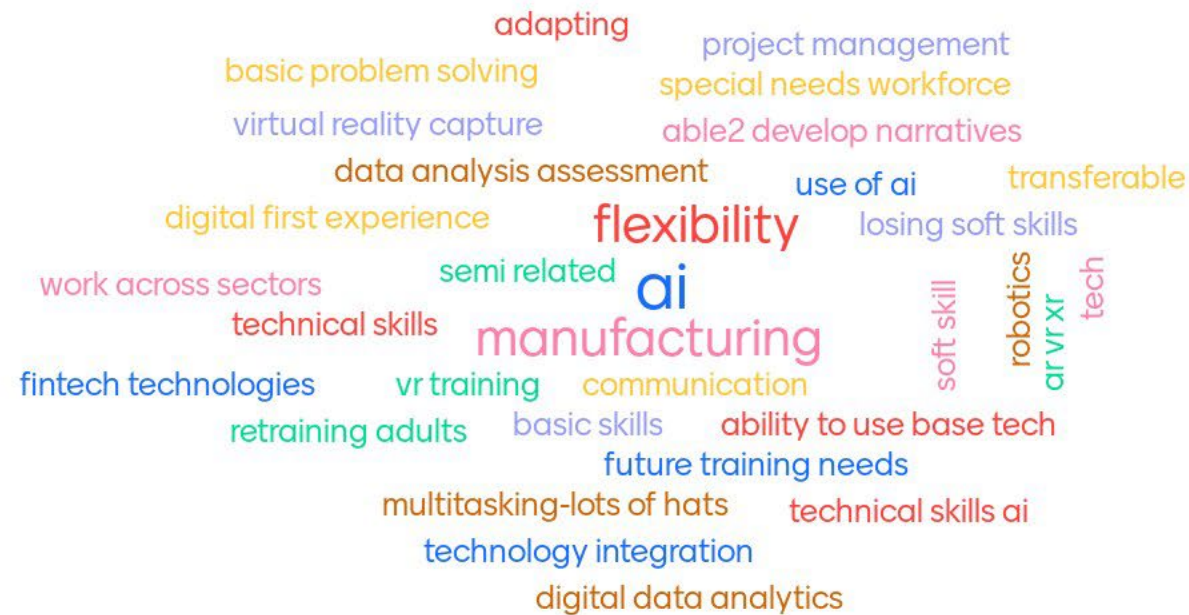 adapting
project management
basic problem solving
special needs workforce
virtual reality capture
able2 develop narratives
data analysis assessment
use of ai
transferable
digital first experience
flexibility
losing soft skills
semi related
work across sectors
ai
technical skills
manufacturing
soft skill
robotics
ar vr xr
tech
fintech technologies
vr training
communication
retraining adults
basic skills
ability to use base tech
future training needs
multitasking-lots of hats
technical skills ai
technology integration
digital data analytics